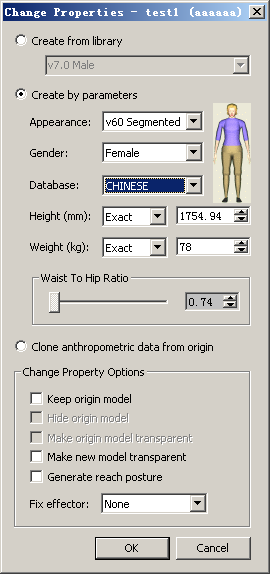 Change Properties - test1 (aaaaaa)
Create from library
v7.0 Male
Create by parameters
Appearance: v60 Segmented
Gender: Female
Database: CHINESE
Height (mm): Exact 1754.94
Weight (kg): Exact 78
Waist To Hip Ratio
0.74
Clone anthropometric data from origin
Change Property Options
Keep origin model
Hide origin model
Make origin model transparent
Make new model transparent
Generate reach posture
Fix effector: None
OK Cancel